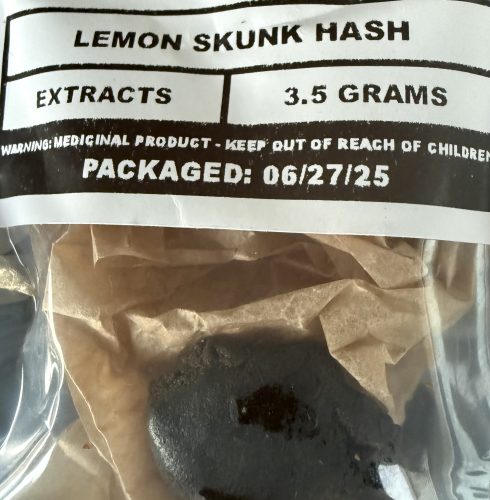 LEMON SKUNK HASH
EXTRACTS
3.5 GRAMS
WARNING: MEDICINAL PRODUCT - KEEP OUT OF REACH OF CHILDREN
PACKAGED: 06/27/25